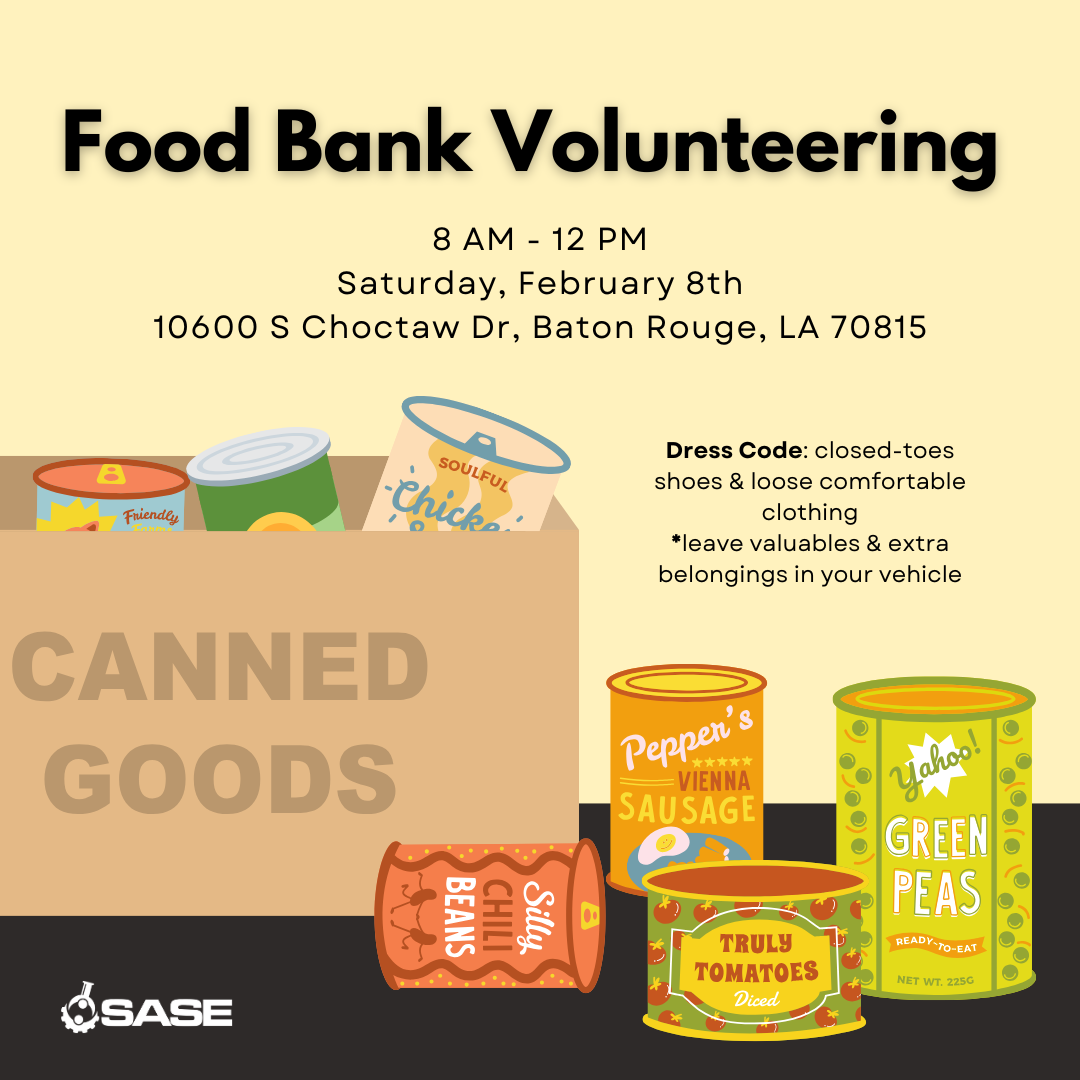 Food Bank Volunteering
8 AM - 12 PM
Saturday, February 8th
10600 S Choctaw Dr, Baton Rouge, LA 70815
Dress Code: closed-toes
shoes & loose comfortable
clothing
*leave valuables & extra
belongings in your vehicle
Friendly
Farms
SOULFUL
Chicke
CANNED
GOODS
Pepper's
VIENNA
SAUSAGE
Yahoo!
GREEN
PEAS
READY-TO-EAT
NET WT. 225G
Silly
CHILI
BEANS
TRULY
TOMATOES
Diced
SASE